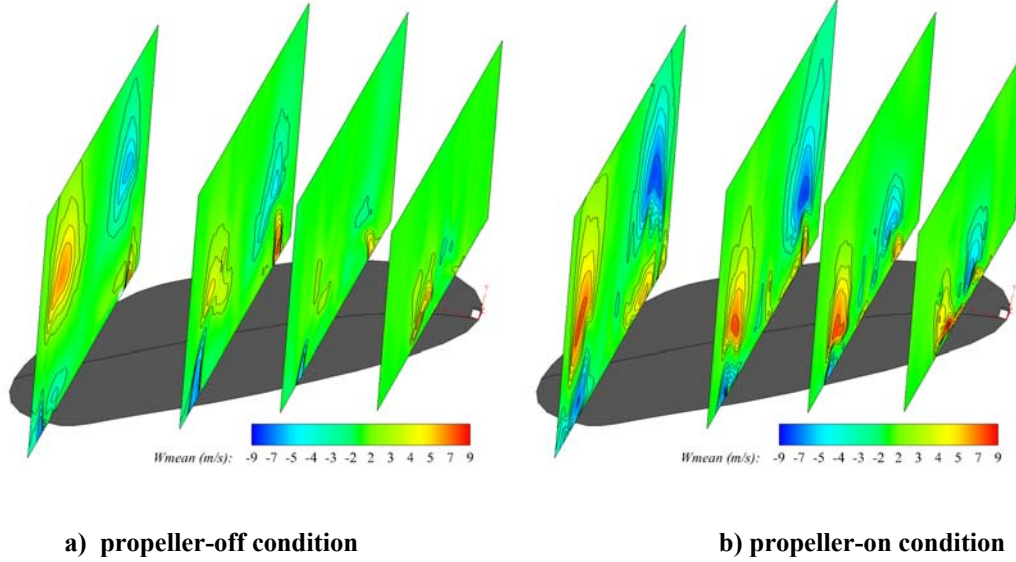 Wmean (m/s): -9 -7 -5 -4 -3 -2 2 3 4 5 7 9
Wmean (m/s): -9 -7 -5 -4 -3 -2 2 3 4 5 7 9
a) propeller-off condition
b) propeller-on condition